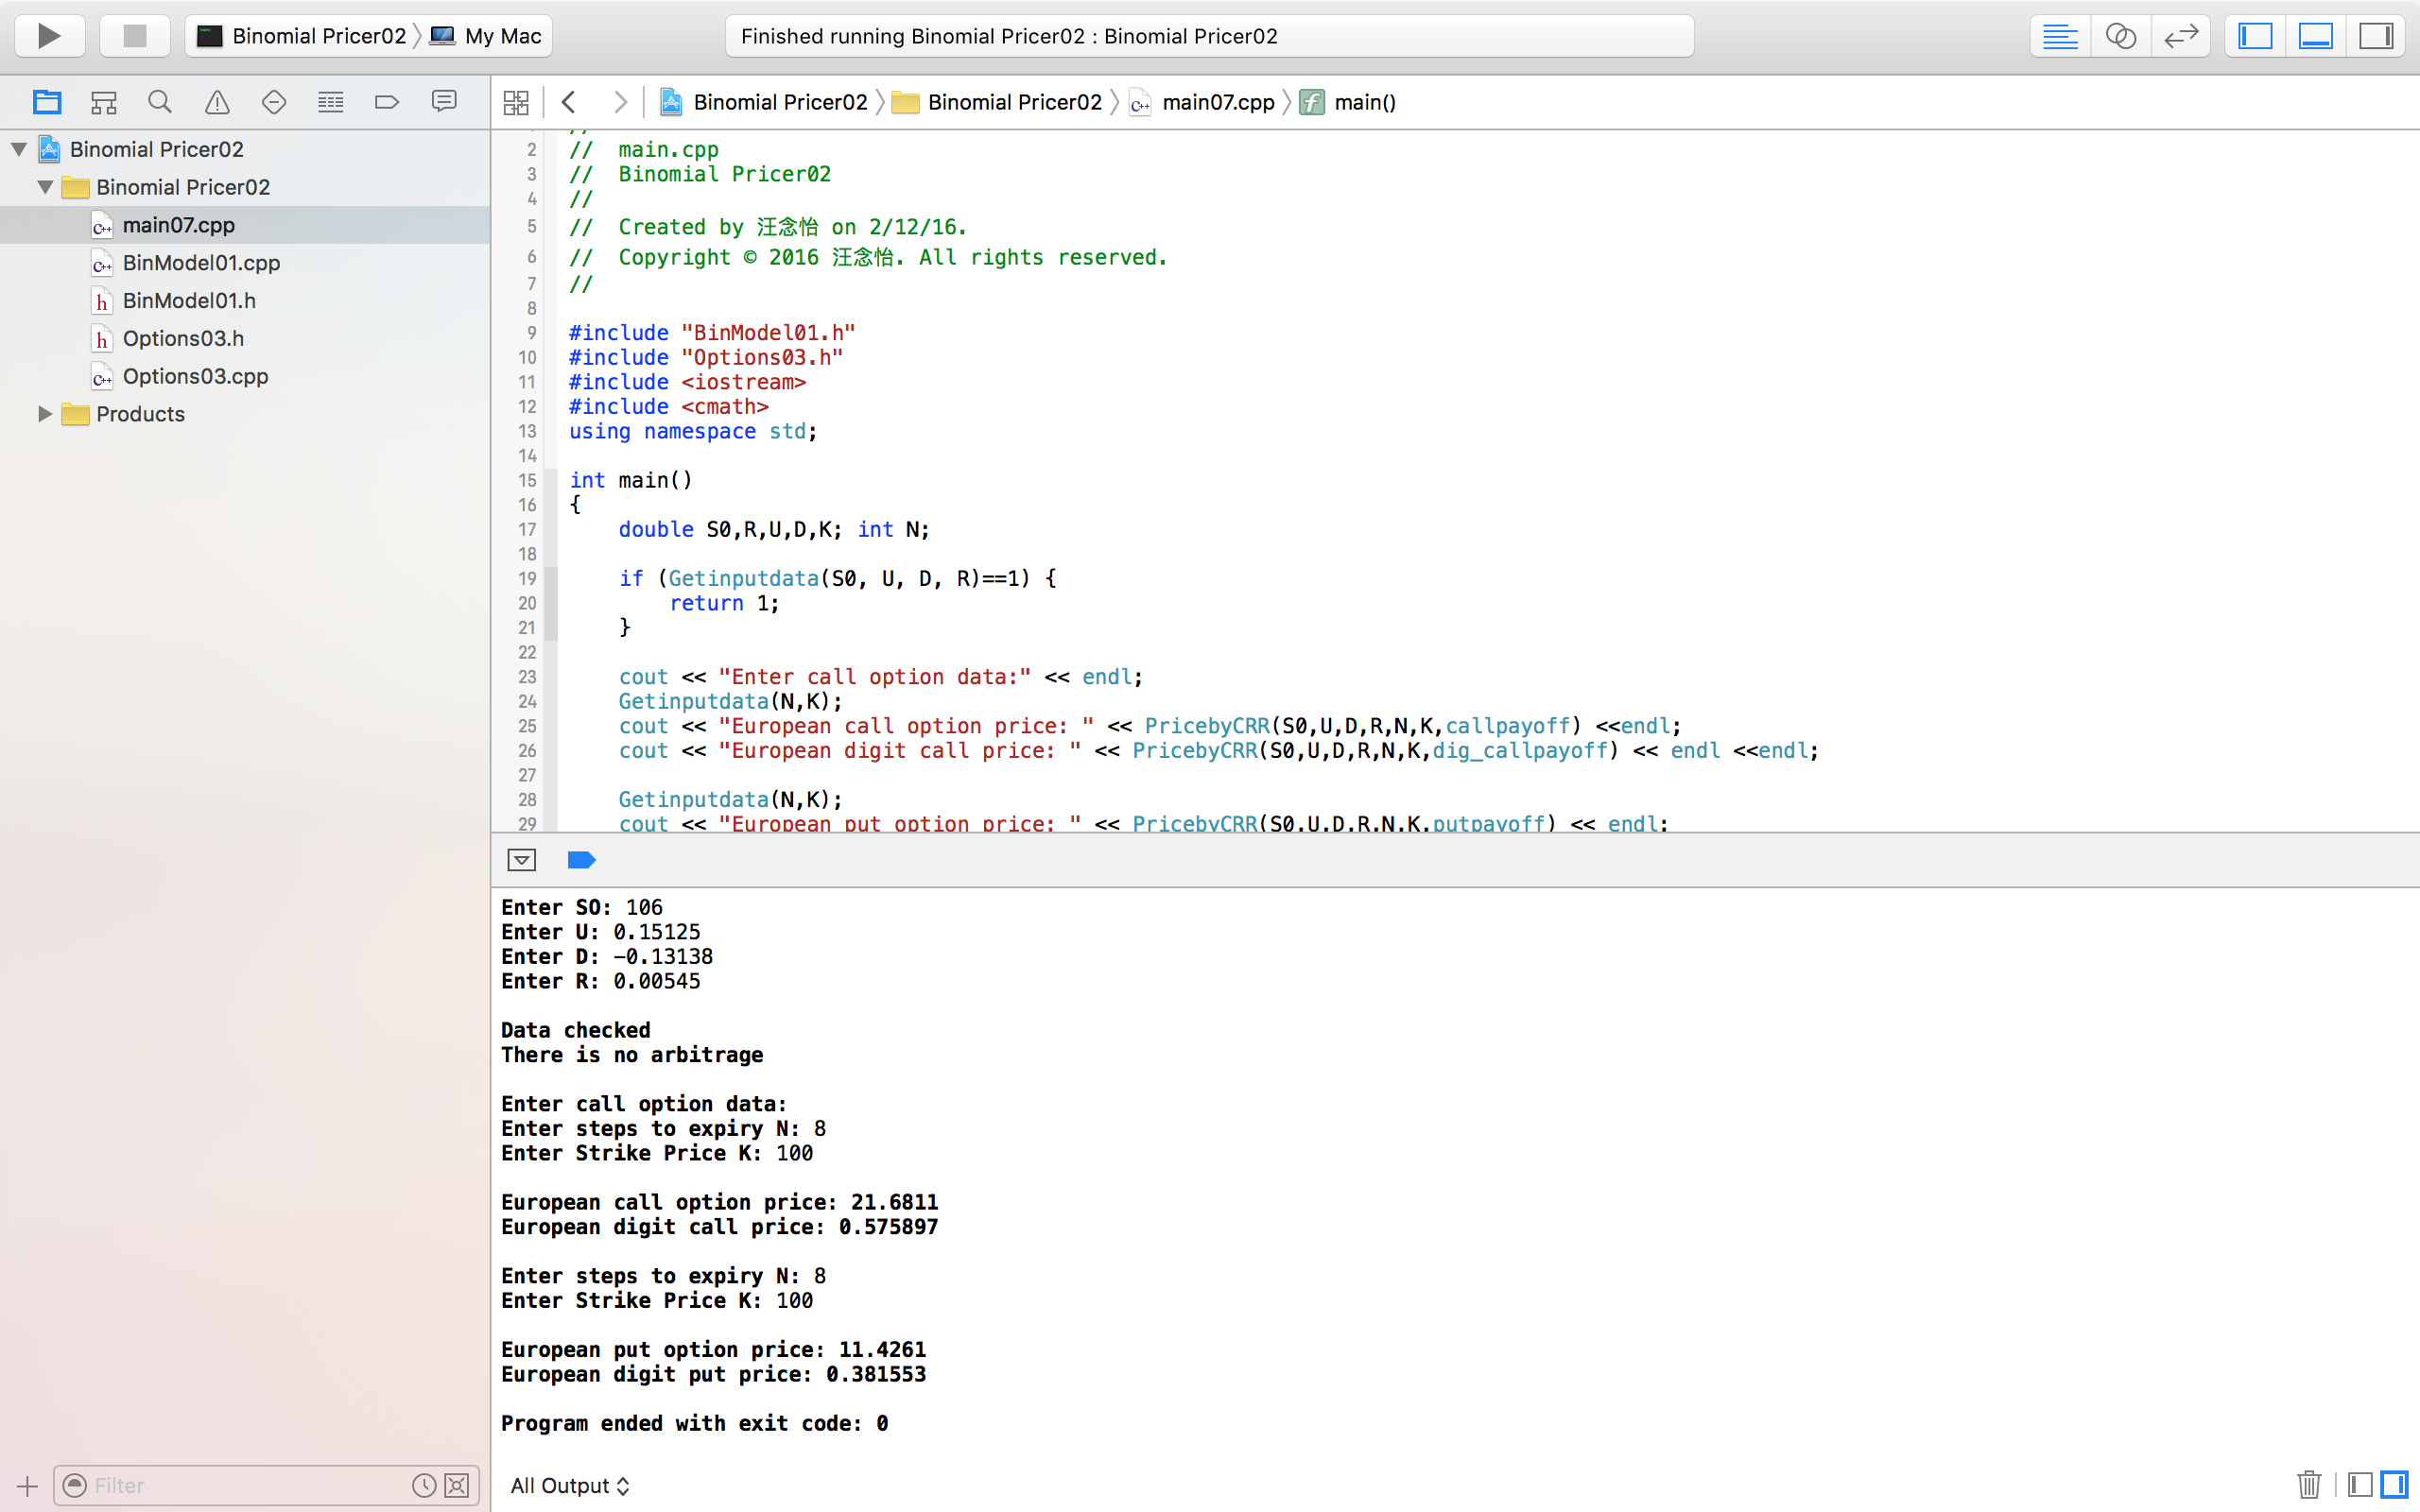 Binomial Pricer02 My Mac
Finished running Binomial Pricer02 : Binomial Pricer02
Binomial Pricer02 Binomial Pricer02 main07.cpp main()
Binomial Pricer02
Binomial Pricer02
main07.cpp
BinModel01.cpp
BinModel01.h
Options03.h
Options03.cpp
Products
Filter
2 // main.cpp
3 // Binomial Pricer02
4 //
5 // Created by 汪念怡 on 2/12/16.
6 // Copyright © 2016 汪念怡. All rights reserved.
7 //
8
9 #include "BinModel01.h"
10 #include "Options03.h"
11 #include <iostream>
12 #include <cmath>
13 using namespace std;
14
15 int main()
16 {
17 double S0,R,U,D,K; int N;
18
19 if (Getinputdata(S0, U, D, R)==1) {
20 return 1;
21 }
22
23 cout << "Enter call option data:" << endl;
24 Getinputdata(N,K);
25 cout << "European call option price: " << PricebyCRR(S0,U,D,R,N,K,callpayoff) <<endl;
26 cout << "European digit call price: " << PricebyCRR(S0,U,D,R,N,K,dig_callpayoff) << endl <<endl;
27
28 Getinputdata(N,K);
29 cout << "European put option price: " << PricebyCRR(S0,U,D,R,N,K,putpayoff) << endl;
Enter SO: 106
Enter U: 0.15125
Enter D: -0.13138
Enter R: 0.00545
Data checked
There is no arbitrage
Enter call option data:
Enter steps to expiry N: 8
Enter Strike Price K: 100
European call option price: 21.6811
European digit call price: 0.575897
Enter steps to expiry N: 8
Enter Strike Price K: 100
European put option price: 11.4261
European digit put price: 0.381553
Program ended with exit code: 0
All Output